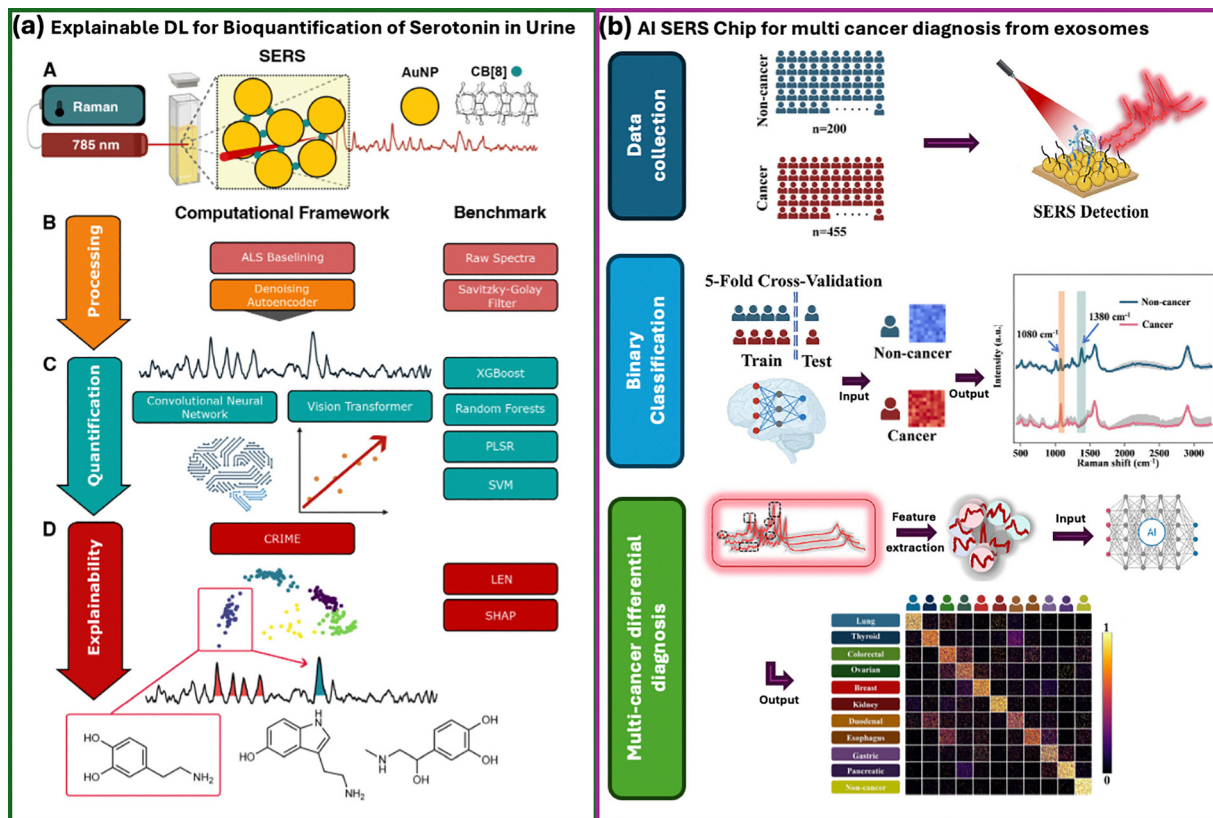 (a) Explainable DL for Bioquantification of Serotonin in Urine
A
SERS
Raman
785 nm
AuNP
CB[8]
B
Processing
Computational Framework
Benchmark
ALS Baselining
Raw Spectra
Denoising
Autoencoder
Savitzky-Golay
Filter
C
Quantification
Convolutional Neural
Network
Vision Transformer
XGBoost
Random Forests
PLSR
SVM
D
Explainability
CRIME
LEN
SHAP
HO
HO
NH2
H
N
HO
NH2
N
H
OH
OH
OH
(b) AI SERS Chip for multi cancer diagnosis from exosomes
Data
collection
Non-cancer
n=200
Cancer
n=455
SERS Detection
Binary
Classification
5-Fold Cross-Validation
Train
Test
Input
Non-cancer
Cancer
Output
Intensity (a.u.)
Non-cancer
Cancer
1080 cm⁻¹
1380 cm⁻¹
500 1000 1500 2000 2500 3000
Raman shift (cm⁻¹)
Multi-cancer differential
diagnosis
Feature
extraction
Input
AI
Output
Lung
Thyroid
Colorectal
Ovarian
Breast
Kidney
Duodenal
Esophagus
Gastric
Pancreatic
Non-cancer
1
0